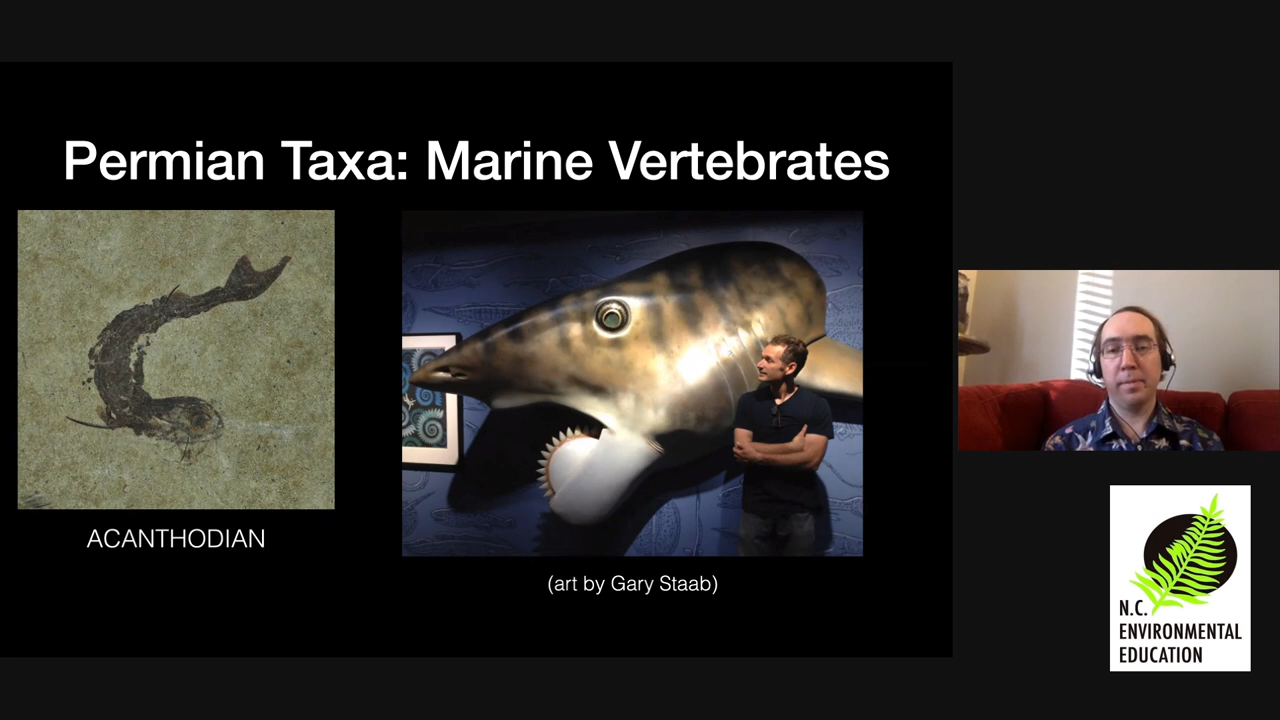 Permian Taxa: Marine Vertebrates
ACANTHODIAN
(art by Gary Staab)
N.C.
ENVIRONMENTAL
EDUCATION